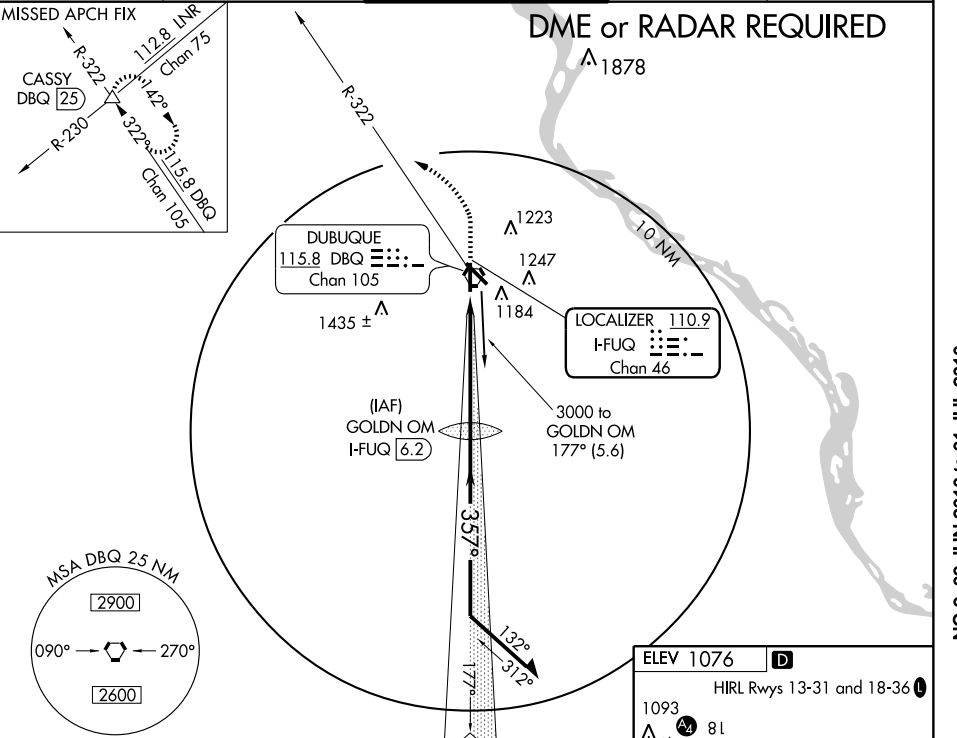 MISSED APCH FIX
112.8 LNR
Chan 75
R-322
CASSY
DBQ 25
142°
R-230
322°
115.8 DBQ
Chan 105
DME or RADAR REQUIRED
1878
R-322
1223
10 NM
DUBUQUE
115.8 DBQ
Chan 105
1247
1184
1435 ±
LOCALIZER 110.9
I-FUQ
Chan 46
(IAF)
GOLDN OM
I-FUQ 6.2
3000 to
GOLDN OM
177° (5.6)
357°
MSA DBQ 25 NM
2900
090°
270°
2600
132°
312°
177°
ELEV 1076 D
HIRL Rwys 13-31 and 18-36 L
1093
A4
18